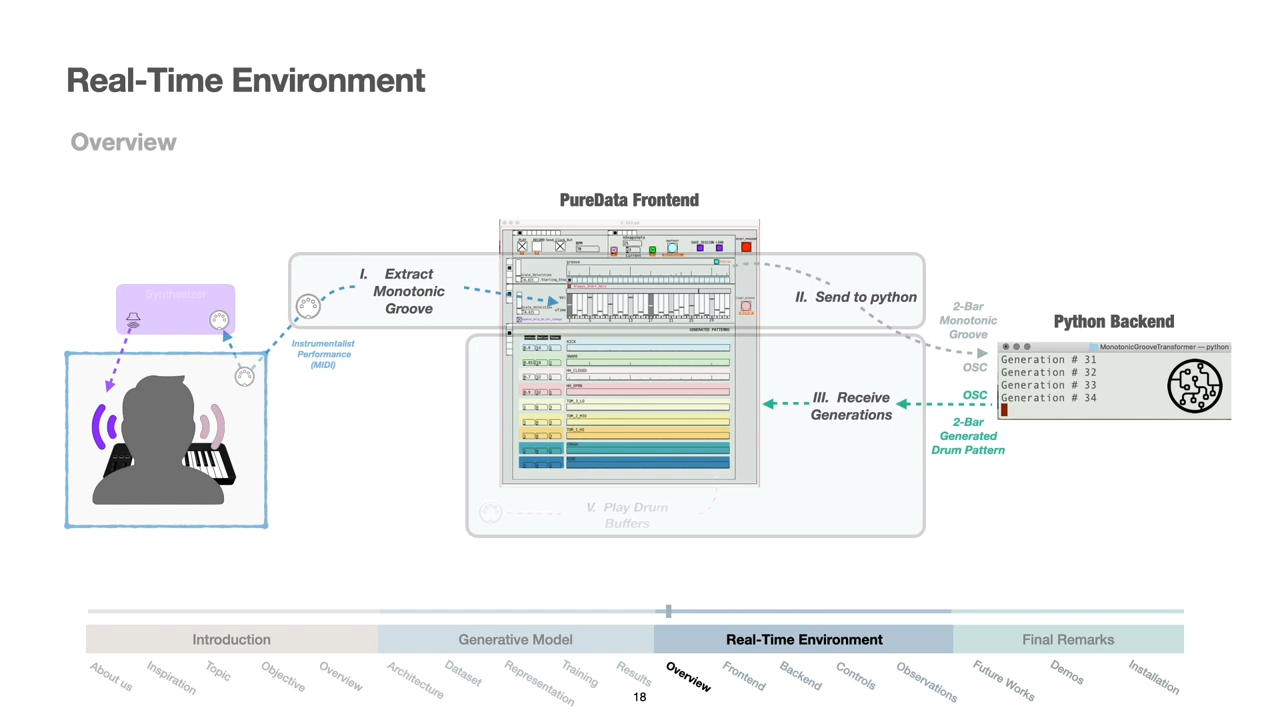 Real-Time Environment
Overview
PureData Frontend
I. Extract
Monotonic
Groove
II. Send to python
Synthesizer
Instrumentalist
Performance
(MIDI)
2-Bar
Monotonic
Groove
OSC
Python Backend
MonotonicGrooveTransformer — python
Generation # 31
Generation # 32
Generation # 33
Generation # 34
OSC
2-Bar
Generated
Drum Pattern
III. Receive
Generations
groove
GENERATED PATTERNS
KICK
SNARE
HH_CLOSED
HH_OPEN
TOM_3_LO
TOM_2_MID
TOM_1_HI
V. Play Drum
Buffers
Introduction
Generative Model
Real-Time Environment
Final Remarks
About us
Inspiration
Topic
Objective
Overview
Architecture
Dataset
Representation
Training
Results
Overview
Frontend
Backend
Controls
Observations
Future Works
Demos
Installation
18